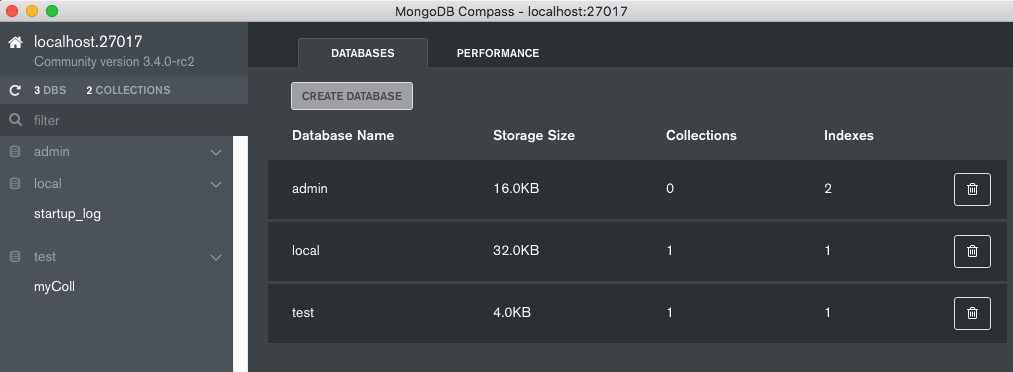 MongoDB Compass - localhost:27017
localhost.27017
Community version 3.4.0-rc2
3 DBS 2 COLLECTIONS
filter
admin
local
startup_log
test
myColl
DATABASES PERFORMANCE
CREATE DATABASE
Database Name Storage Size Collections Indexes
admin 16.0KB 0 2
local 32.0KB 1 1
test 4.0KB 1 1